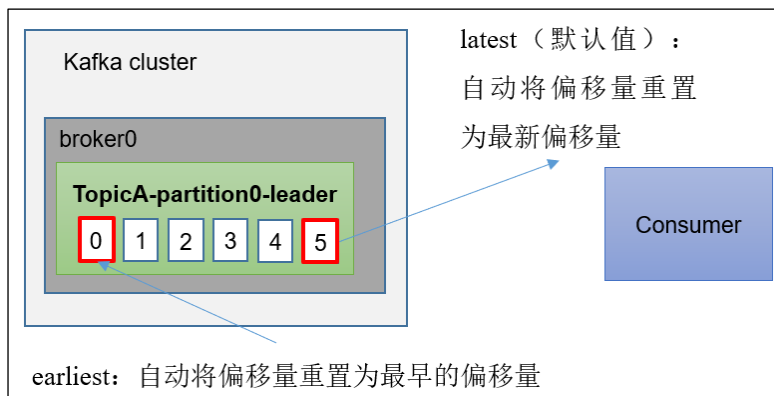 Kafka cluster
broker0
TopicA-partition0-leader
0 1 2 3 4 5
latest（默认值）：
自动将偏移量重置
为最新偏移量
Consumer
earliest：自动将偏移量重置为最早的偏移量